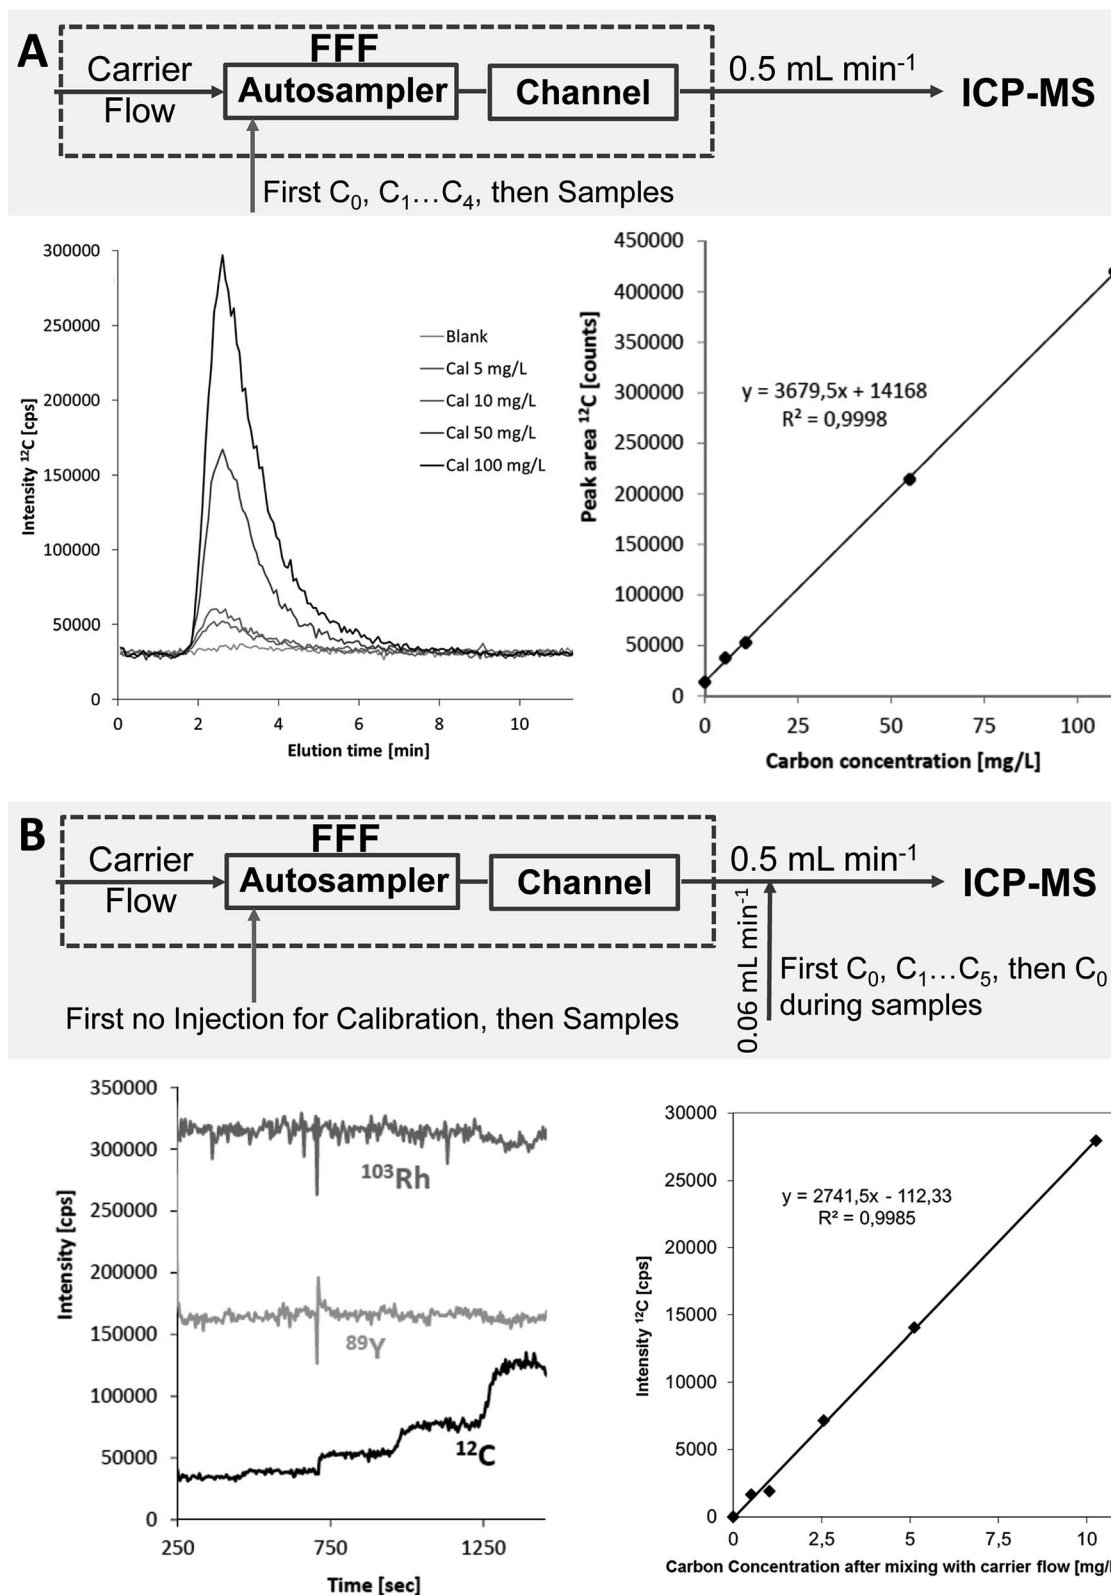 A
FFF
Carrier
Flow
Autosampler
Channel
0.5 mL min-1
ICP-MS
First C0, C1…C4, then Samples
300000
250000
200000
150000
100000
50000
0
Intensity 12C [cps]
0 2 4 6 8 10
Elution time [min]
Blank
Cal 5 mg/L
Cal 10 mg/L
Cal 50 mg/L
Cal 100 mg/L
450000
400000
350000
300000
250000
200000
150000
100000
50000
0
Peak area 12C [counts]
y = 3679,5x + 14168
R² = 0,9998
0 25 50 75 100
Carbon concentration [mg/L]
B
FFF
Carrier
Flow
Autosampler
Channel
0.5 mL min-1
ICP-MS
0.06 mL min-1
First C0, C1…C5, then C0
during samples
First no Injection for Calibration, then Samples
350000
300000
250000
200000
150000
100000
50000
0
Intensity [cps]
103Rh
89Y
12C
250 750 1250
Time [sec]
30000
25000
20000
15000
10000
5000
0
Intensity 12C [cps]
y = 2741,5x - 112,33
R² = 0,9985
0 2,5 5 7,5 10
Carbon Concentration after mixing with carrier flow